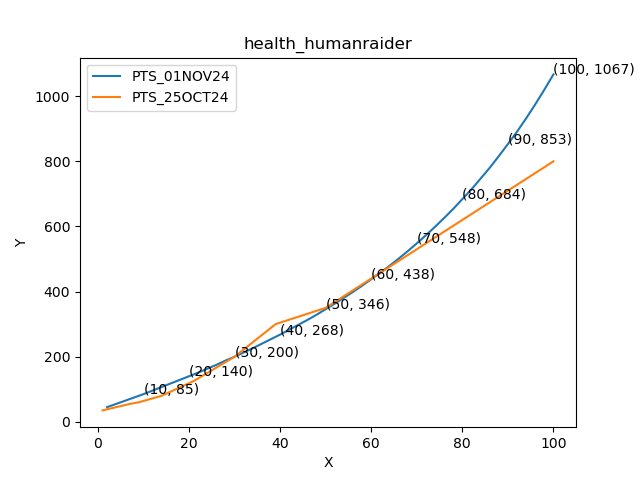 health_humanraider
PTS_01NOV24
PTS_25OCT24
(100, 1067)
(90, 853)
(80, 684)
(70, 548)
(60, 438)
(50, 346)
(40, 268)
(30, 200)
(20, 140)
(10, 85)
1000
800
600
400
200
0
Y
0 20 40 60 80 100
X